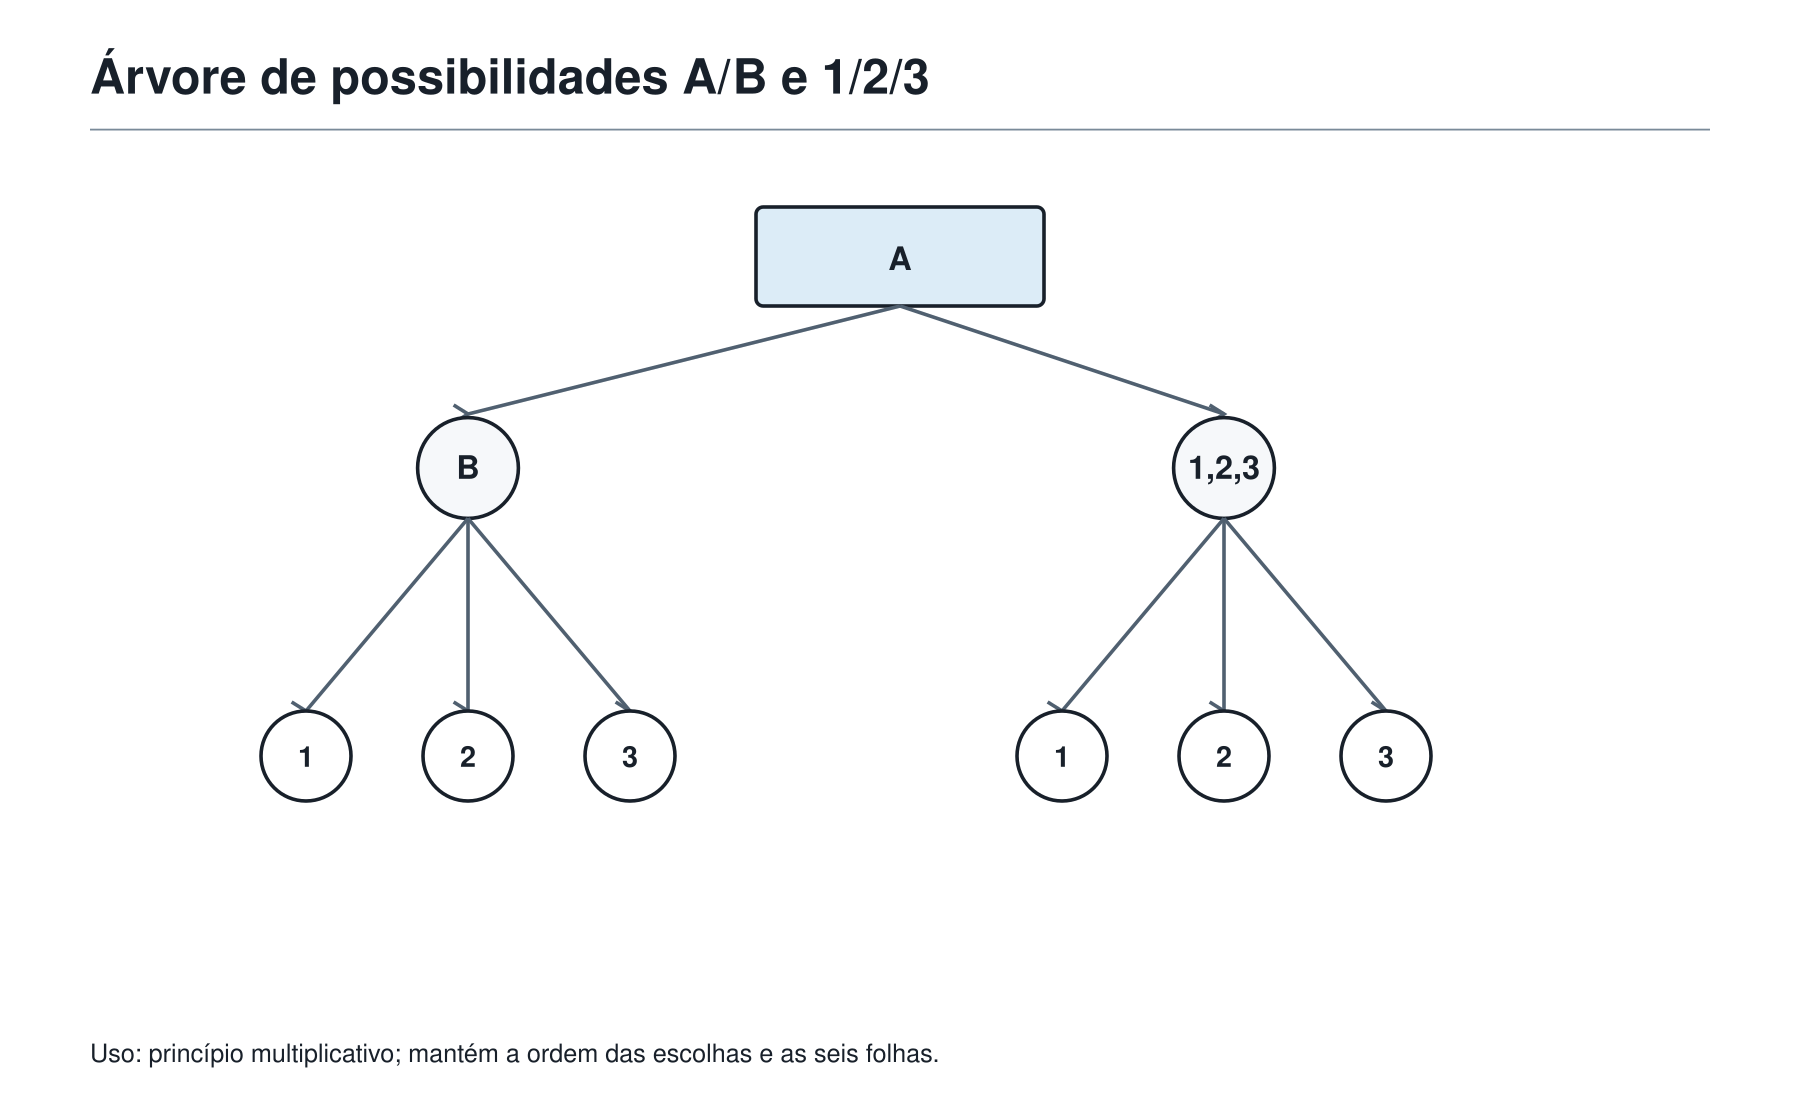 Árvore de possibilidades A/B e 1/2/3
A
B
1,2,3
1 2 3 1 2 3
Uso: princípio multiplicativo; mantém a ordem das escolhas e as seis folhas.